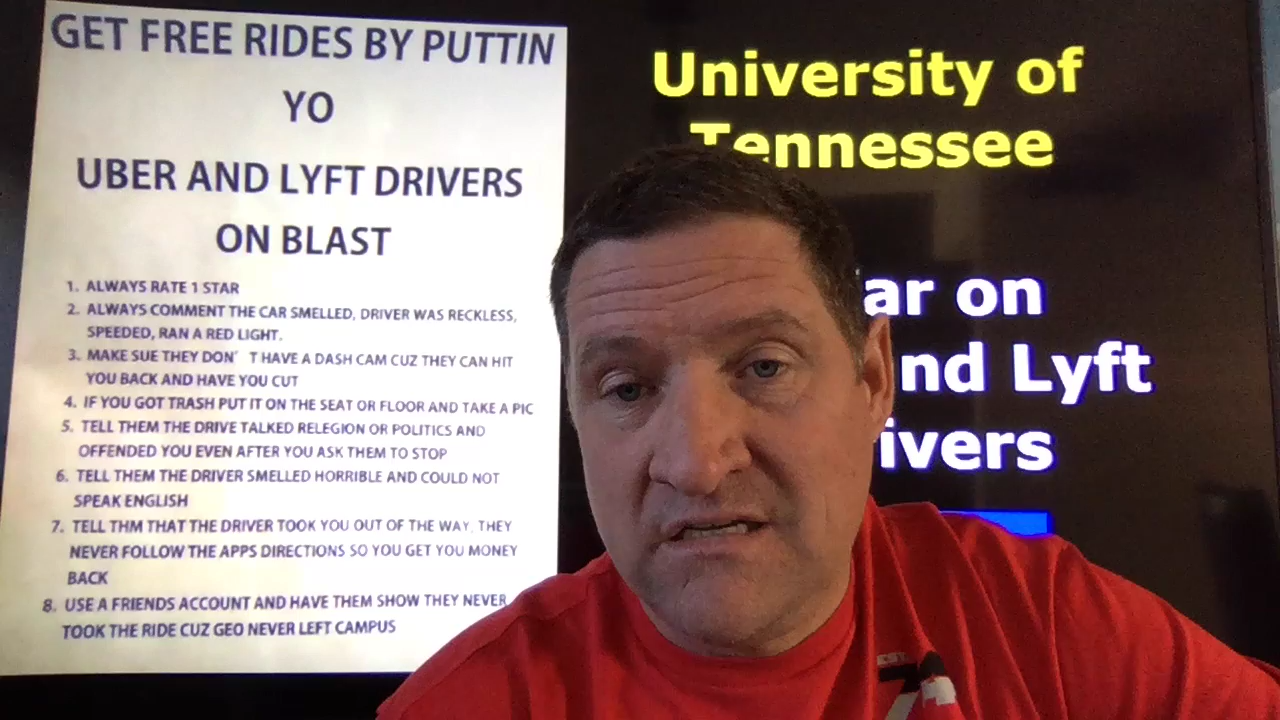 GET FREE RIDES BY PUTTIN
YO
UBER AND LYFT DRIVERS
ON BLAST
1. ALWAYS RATE 1 STAR
2. ALWAYS COMMENT THE CAR SMELLED, DRIVER WAS RECKLESS,
SPEEDED, RAN A RED LIGHT.
3. MAKE SUE THEY DON' T HAVE A DASH CAM CUZ THEY CAN HIT
YOU BACK AND HAVE YOU CUT
4. IF YOU GOT TRASH PUT IT ON THE SEAT OR FLOOR AND TAKE A PIC
5. TELL THEM THE DRIVE TALKED RELEGION OR POLITICS AND
OFFENDED YOU EVEN AFTER YOU ASK THEM TO STOP
6. TELL THEM THE DRIVER SMELLED HORRIBLE AND COULD NOT
SPEAK ENGLISH
7. TELL THM THAT THE DRIVER TOOK YOU OUT OF THE WAY, THEY
NEVER FOLLOW THE APPS DIRECTIONS SO YOU GET YOU MONEY
BACK
8. USE A FRIENDS ACCOUNT AND HAVE THEM SHOW THEY NEVER
TOOK THE RIDE CUZ GEO NEVER LEFT CAMPUS
University of
Tennessee
ar on
nd Lyft
ivers